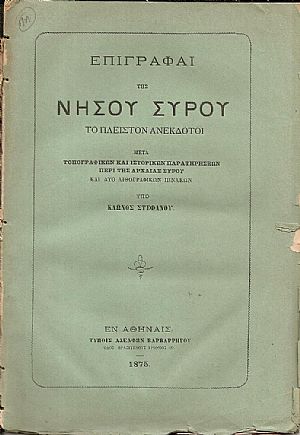 ΕΠΙΓΡΑΦΑΙ
ΤΗΣ
ΝΗΣΟΥ ΣΥΡΟΥ
ΤΟ ΠΛΕΙΣΤΟΝ ΑΝΕΚΔΟΤΟΙ
ΜΕΤΑ
ΤΟΠΟΓΡΑΦΙΚΩΝ ΚΑΙ ΙΣΤΟΡΙΚΩΝ ΠΑΡΑΤΗΡΗΣΕΩΝ
ΠΕΡΙ ΤΗΣ ΑΡΧΑΙΑΣ ΣΥΡΟΥ
ΚΑΙ ΔΥΟ ΛΙΘΟΓΡΑΦΙΚΩΝ ΠΙΝΑΚΩΝ
ΥΠΟ
ΚΛΩΝΟΣ ΣΤΕΦΑΝΟΥ.
ΕΝ ΑΘΗΝΑΙΣ,
ΤΥΠΟΙΣ ΑΔΕΛΦΩΝ ΒΑΡΒΑΡΡΗΓΟΥ
1875.